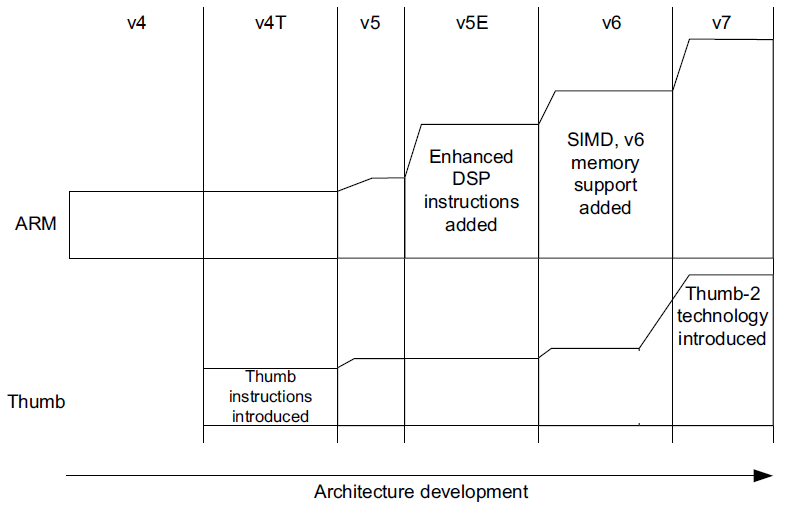 v4
v4T
v5
v5E
v6
v7
Enhanced
DSP
instructions
added
SIMD, v6
memory
support
added
ARM
Thumb-2
technology
introduced
Thumb
instructions
introduced
Thumb
Architecture development